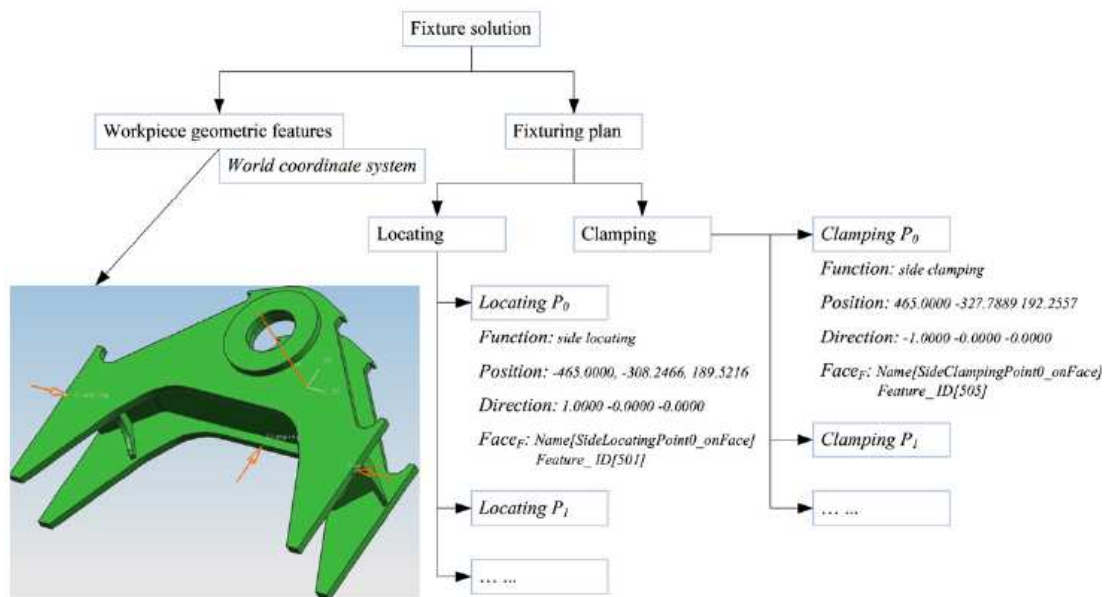 Fixture solution
Workpiece geometric features
World coordinate system
Fixturing plan
Locating
Clamping
Locating P0
Function: side locating
Position: -465.0000, -308.2466, 189.5216
Direction: 1.0000 -0.0000 -0.0000
FaceF: Name[SideLocatingPoint0_onFace]
Feature_ID[501]
Locating P1
... ...
Clamping P0
Function: side clamping
Position: 465.0000 -327.7889 192.2557
Direction: -1.0000 -0.0000 -0.0000
FaceF: Name[SideClampingPoint0_onFace]
Feature_ID[505]
Clamping P1
... ...